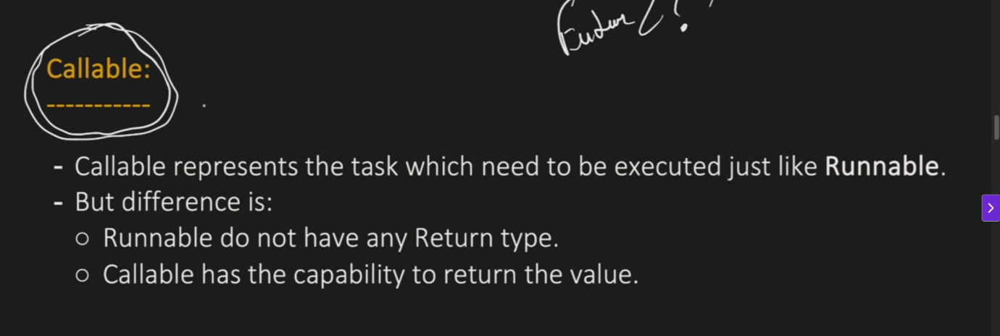 Future<?
Callable:
-----------
- Callable represents the task which need to be executed just like Runnable.
- But difference is:
o Runnable do not have any Return type.
o Callable has the capability to return the value.